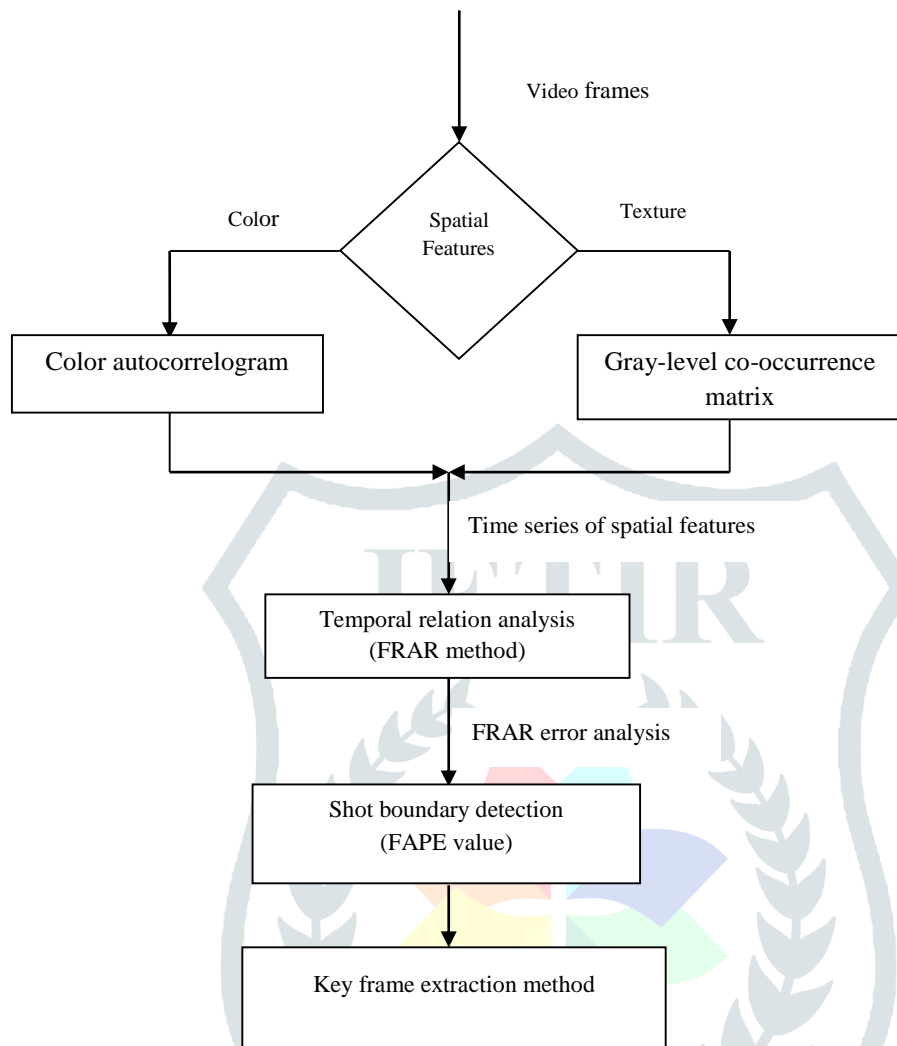 Video frames
Color
Texture
Spatial
Features
Color autocorrelogram
Gray-level co-occurrence
matrix
Time series of spatial features
JETIR
Temporal relation analysis
(FRAR method)
FRAR error analysis
Shot boundary detection
(FAPE value)
Key frame extraction method